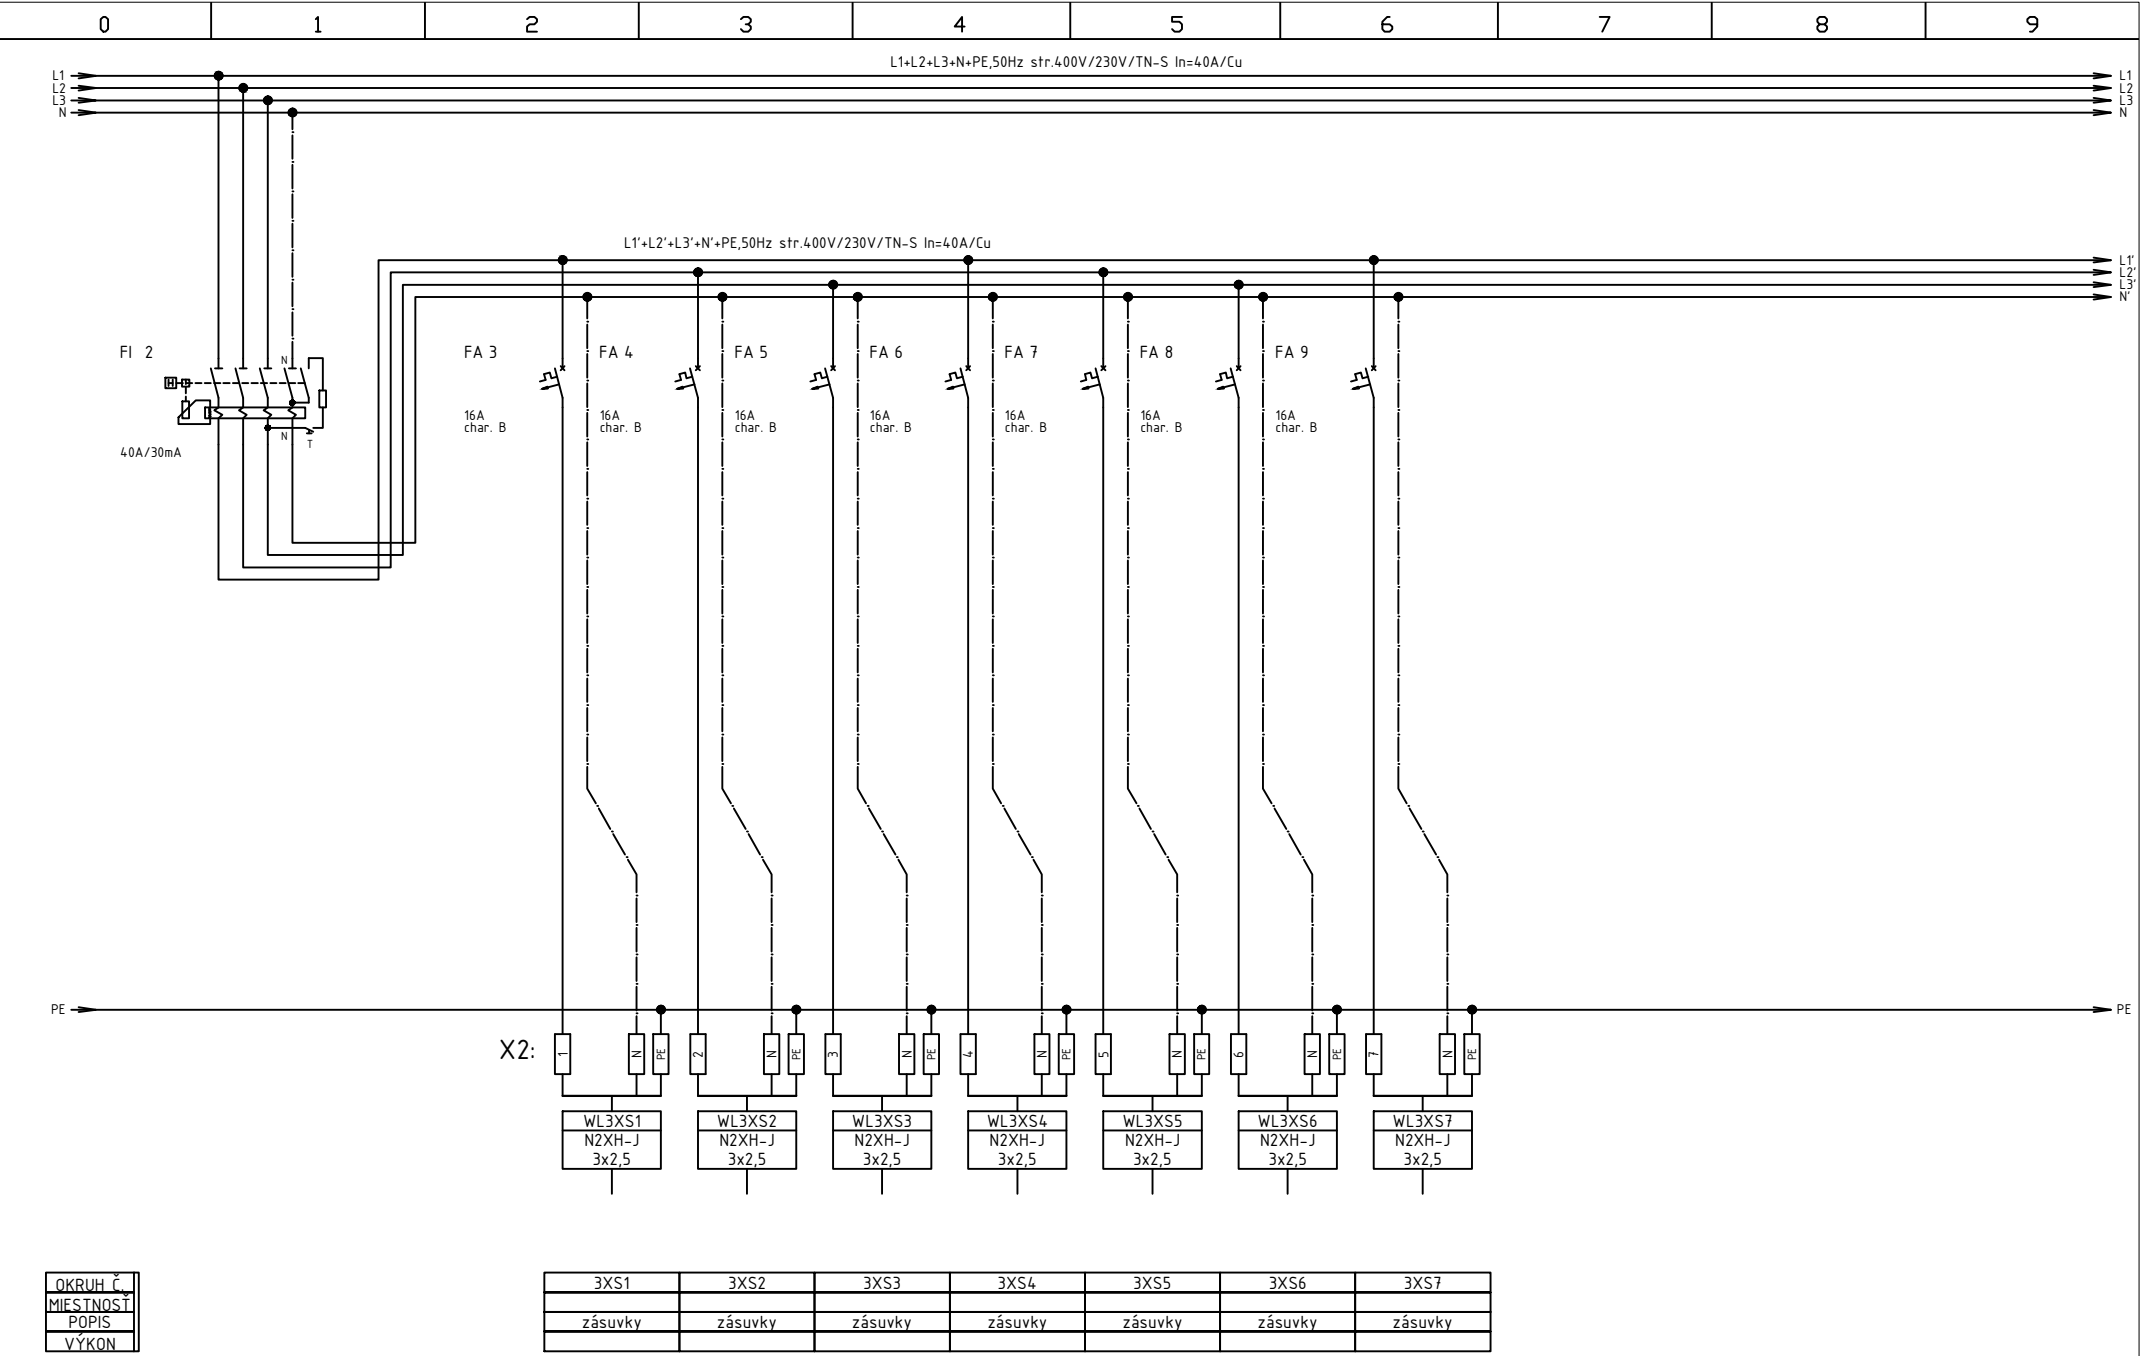 0 1 2 3 4 5 6 7 8 9
L1+L2+L3+N+PE,50Hz str.400V/230V/TN-S In=40A/Cu
L1 L1
L2 L2
L3 L3
N N
L1'+L2'+L3'+N'+PE,50Hz str.400V/230V/TN-S In=40A/Cu
L1'
L2'
L3'
N'
FI 2 FA 3 FA 4 FA 5 FA 6 FA 7 FA 8 FA 9
N
H
16A 16A 16A 16A 16A 16A 16A
char. B char. B char. B char. B char. B char. B char. B
N
T
40A/30mA
PE PE
X2: 1 N PE 2 N PE 3 N PE 4 N PE 5 N PE 6 N PE 7 N PE
WL3XS1 WL3XS2 WL3XS3 WL3XS4 WL3XS5 WL3XS6 WL3XS7
N2XH-J N2XH-J N2XH-J N2XH-J N2XH-J N2XH-J N2XH-J
3x2,5 3x2,5 3x2,5 3x2,5 3x2,5 3x2,5 3x2,5
OKRUH Č. 3XS1 3XS2 3XS3 3XS4 3XS5 3XS6 3XS7
MIESTNOSŤ
POPIS zásuvky zásuvky zásuvky zásuvky zásuvky zásuvky zásuvky
VÝKON